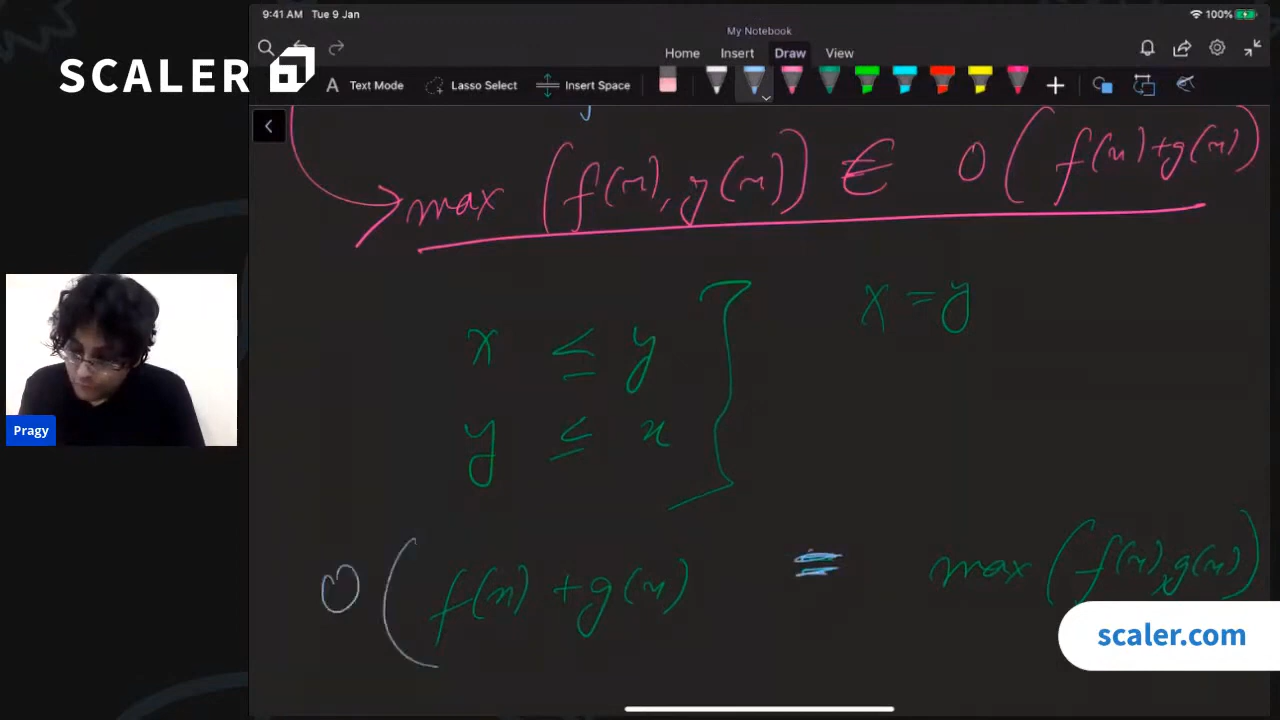 9:41 AM Tue 9 Jan
100%
My Notebook
Home Insert Draw View
SCALER
A Text Mode Lasso Select Insert Space
max (f(n), g(n)) ∈ O (f(n)+g(n))
x = y
x ≤ y
y ≤ x
O ( f(n) + g(n) = max (f(n), g(n))
Pragy
scaler.com